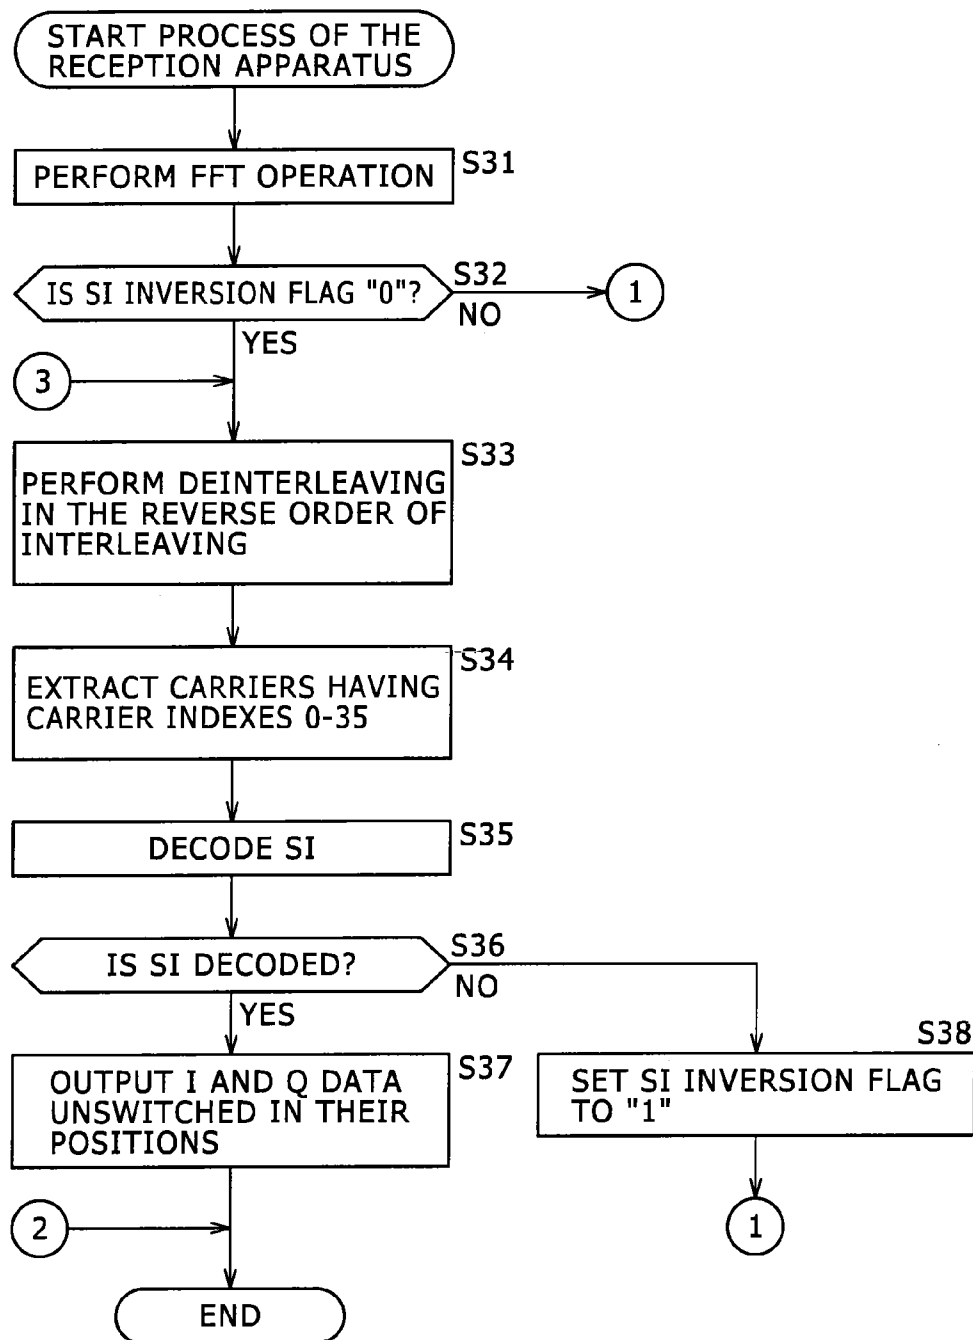 START PROCESS OF THE
RECEPTION APPARATUS
PERFORM FFT OPERATION
S31
IS SI INVERSION FLAG "0"?
S32
NO
1
YES
3
S33
PERFORM DEINTERLEAVING
IN THE REVERSE ORDER OF
INTERLEAVING
S34
EXTRACT CARRIERS HAVING
CARRIER INDEXES 0-35
DECODE SI
S35
IS SI DECODED?
S36
NO
YES
S37
OUTPUT I AND Q DATA
UNSWITCHED IN THEIR
POSITIONS
S38
SET SI INVERSION FLAG
TO "1"
2
1
END